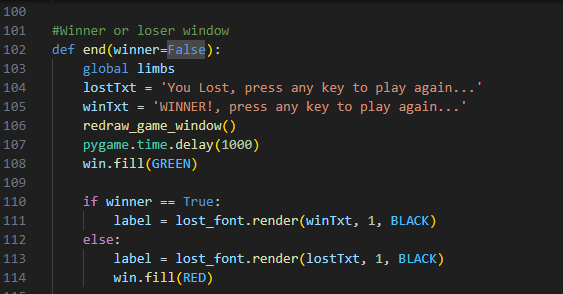 100
101 #Winner or loser window
102 def end(winner=False):
103     global limbs
104     lostTxt = 'You Lost, press any key to play again...'
105     winTxt = 'WINNER!, press any key to play again...'
106     redraw_game_window()
107     pygame.time.delay(1000)
108     win.fill(GREEN)
109
110     if winner == True:
111         label = lost_font.render(winTxt, 1, BLACK)
112     else:
113         label = lost_font.render(lostTxt, 1, BLACK)
114         win.fill(RED)